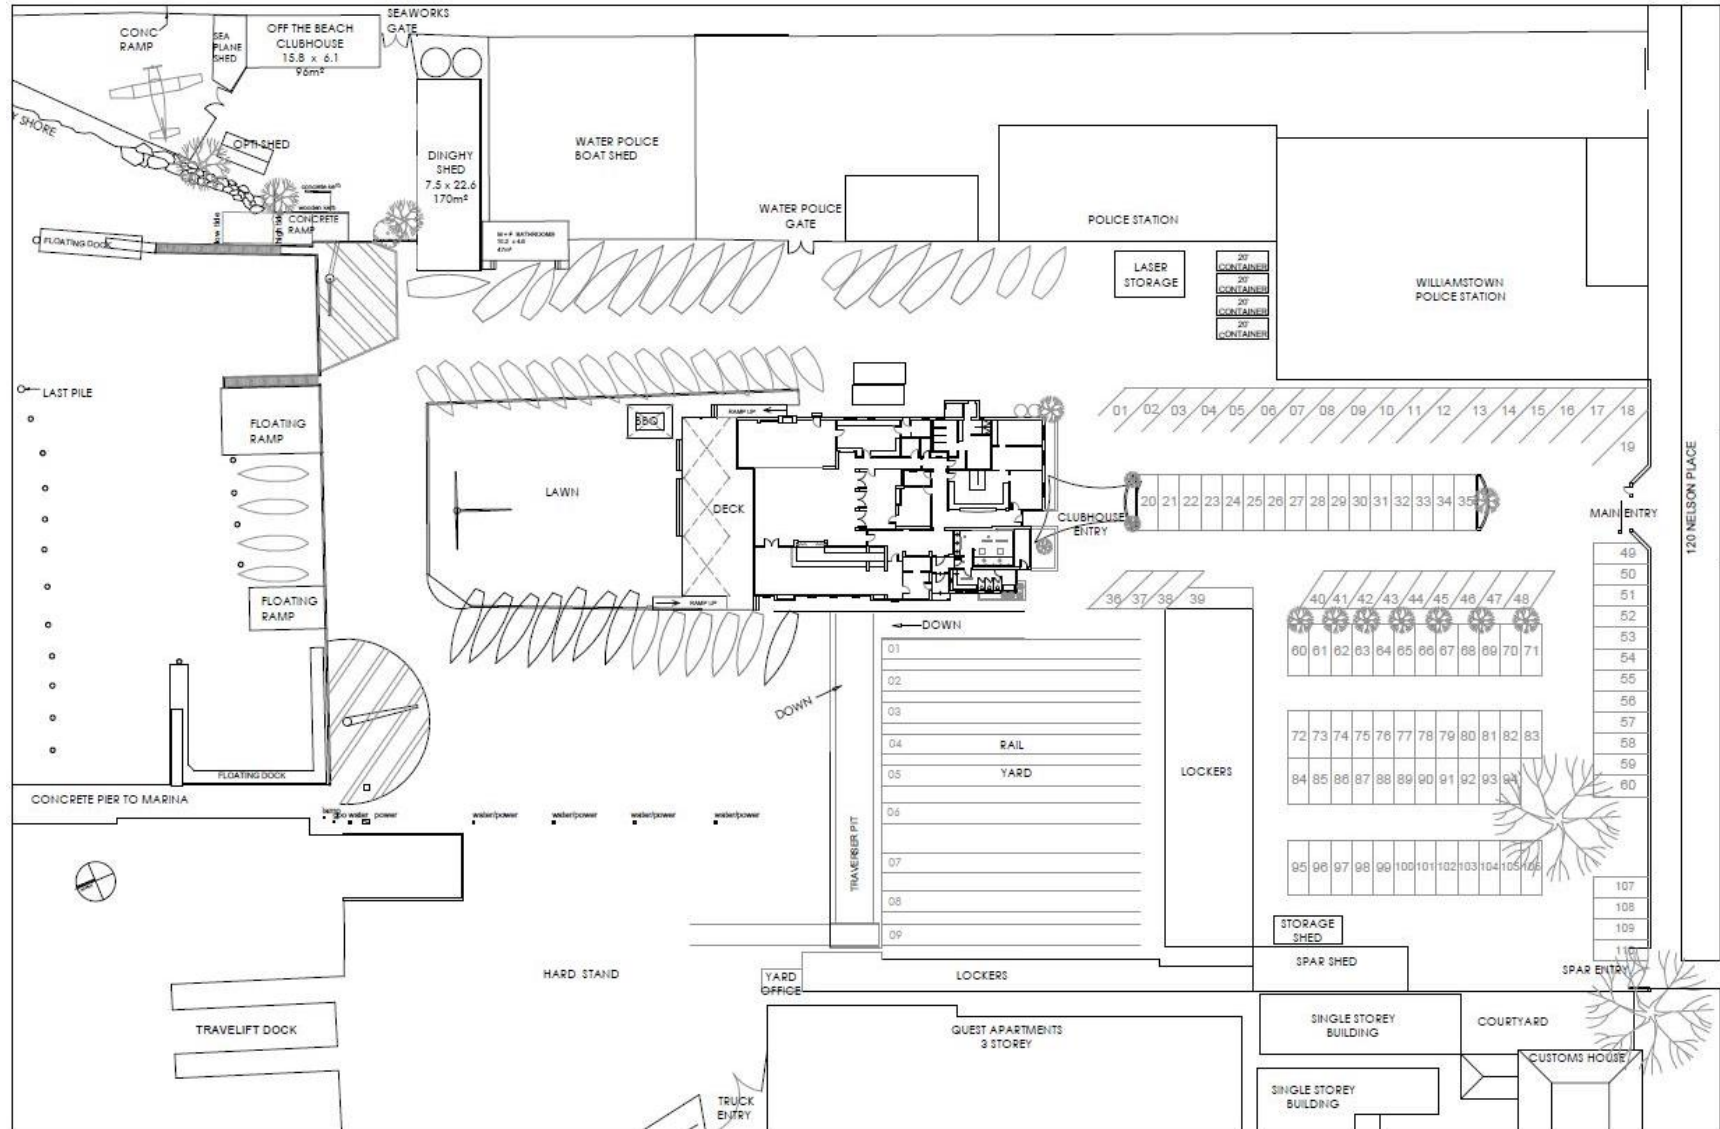 CONC
RAMP
SEA
PLANE
SHED
OFF THE BEACH
CLUBHOUSE
15.8 x 6.1
96m²
SEAWORKS
GATE
Y SHORE
OPTI SHED
DINGHY
SHED
7.5 x 22.6
170m²
WATER POLICE
BOAT SHED
concrete
wooden
low tide
high tide
CONCRETE
RAMP
FLOATING DOCK
M + F BATHROOMS
WATER POLICE
GATE
POLICE STATION
LASER
STORAGE
20'
CONTAINER
20'
CONTAINER
20'
CONTAINER
20'
CONTAINER
WILLIAMSTOWN
POLICE STATION
LAST PILE
FLOATING
RAMP
BBQ
RAMP UP
LAWN
DECK
01 02 03 04 05 06 07 08 09 10 11 12 13 14 15 16 17 18
19
20 21 22 23 24 25 26 27 28 29 30 31 32 33 34 35
CLUBHOUSE
ENTRY
MAIN ENTRY
120 NELSON PLACE
FLOATING
RAMP
RAMP UP
36 37 38 39
40 41 42 43 44 45 46 47 48
49
50
51
52
53
54
55
56
57
58
59
60
DOWN
DOWN
01
02
03
04
05
06
07
08
09
RAIL
YARD
TRAVERSER PIT
LOCKERS
60 61 62 63 64 65 66 67 68 69 70 71
72 73 74 75 76 77 78 79 80 81 82 83
84 85 86 87 88 89 90 91 92 93 94
95 96 97 98 99 100 101 102 103 104 105 106
107
108
109
110
FLOATING DOCK
CONCRETE PIER TO MARINA
water power
water/power
water/power
water/power
water/power
HARD STAND
YARD
OFFICE
LOCKERS
STORAGE
SHED
SPAR SHED
SPAR ENTRY
TRAVELIFT DOCK
TRUCK
ENTRY
QUEST APARTMENTS
3 STOREY
SINGLE STOREY
BUILDING
COURTYARD
CUSTOMS HOUSE
SINGLE STOREY
BUILDING